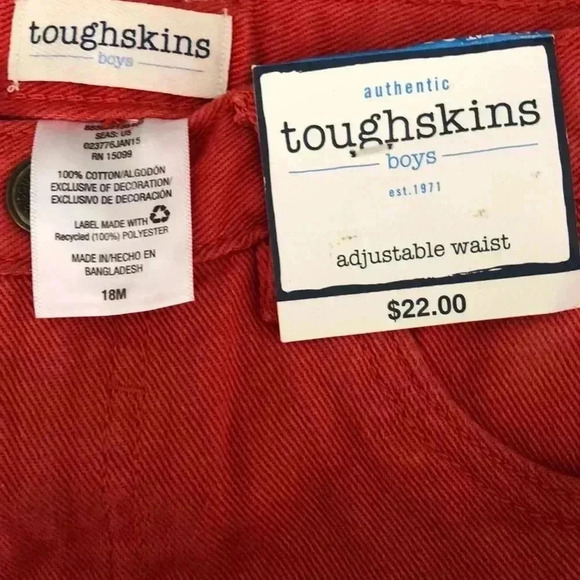 toughskins
boys
SEAS: US
023776JAN15
RN 15099
100% COTTON/ALGODÓN
EXCLUSIVE OF DECORATION/
EXCLUSIVO DE DECORACIÓN
LABEL MADE WITH
Recycled (100%) POLYESTER
MADE IN/HECHO EN
BANGLADESH
18M
authentic
toughskins
boys
est.1971
adjustable waist
$22.00